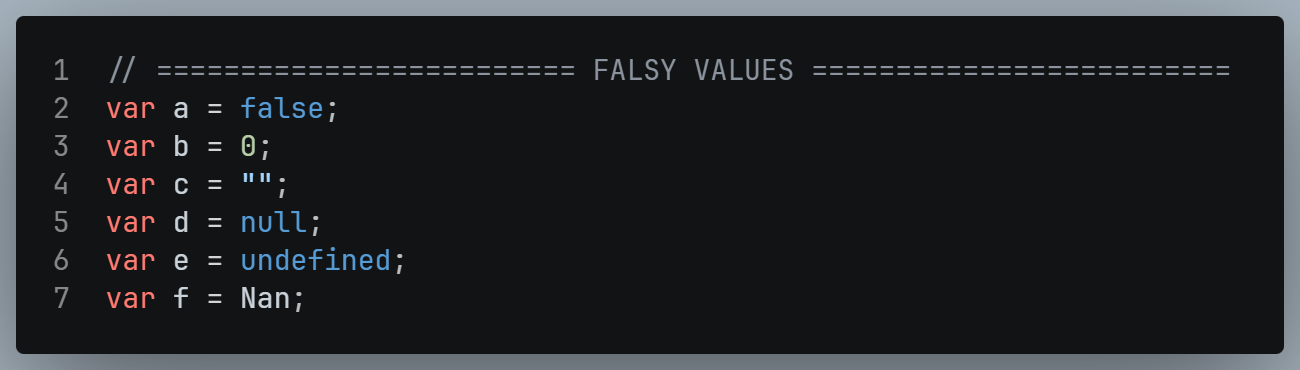 1 // ========================= FALSY VALUES =========================
2 var a = false;
3 var b = 0;
4 var c = "";
5 var d = null;
6 var e = undefined;
7 var f = Nan;